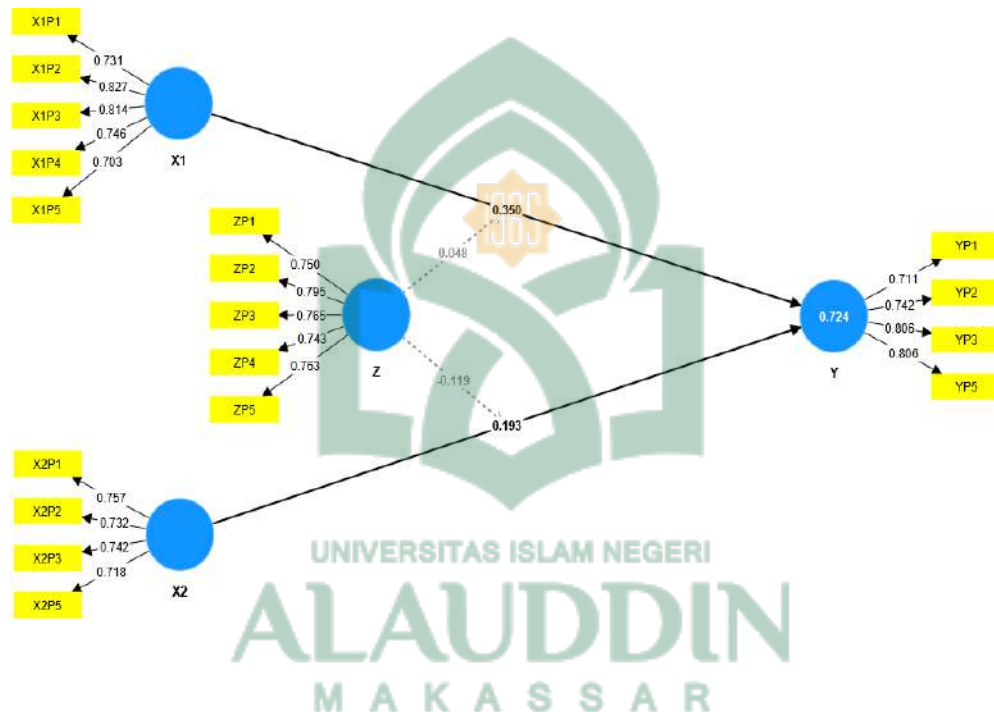 X1P1
0.731
X1P2
0.827
X1P3
0.814
X1P4
0.746
0.703
X1P5
X1
0.350
1965
0.048
ZP1
0.750
ZP2
0.795
ZP3
0.765
ZP4
0.743
0.763
ZP5
Z
-0.119
0.193
YP1
0.711
YP2
0.742
0.806
YP3
0.806
YP5
0.724
Y
X2P1
0.757
X2P2
0.732
X2P3
0.742
0.718
X2P5
X2
UNIVERSITAS ISLAM NEGERI
ALAUDDIN
MAKASSAR